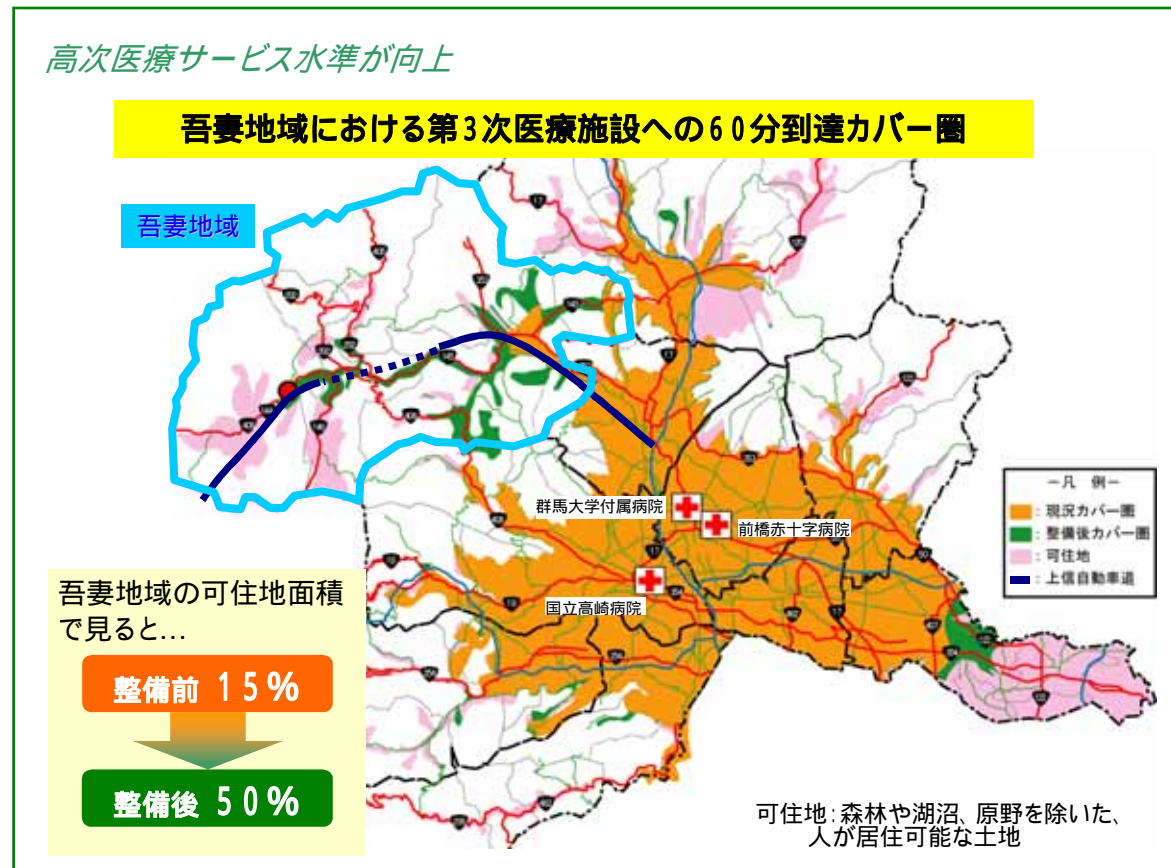 高次医療サービス水準が向上
吾妻地域における第3次医療施設への60分到達カバー圏
吾妻地域
群馬大学付属病院
前橋赤十字病院
国立高崎病院
－凡 例－
：現況カバー圏
：整備後カバー圏
：可住地
：上信自動車道
吾妻地域の可住地面積
で見ると…
整備前 15%
整備後 50%
可住地：森林や湖沼、原野を除いた、
人が居住可能な土地